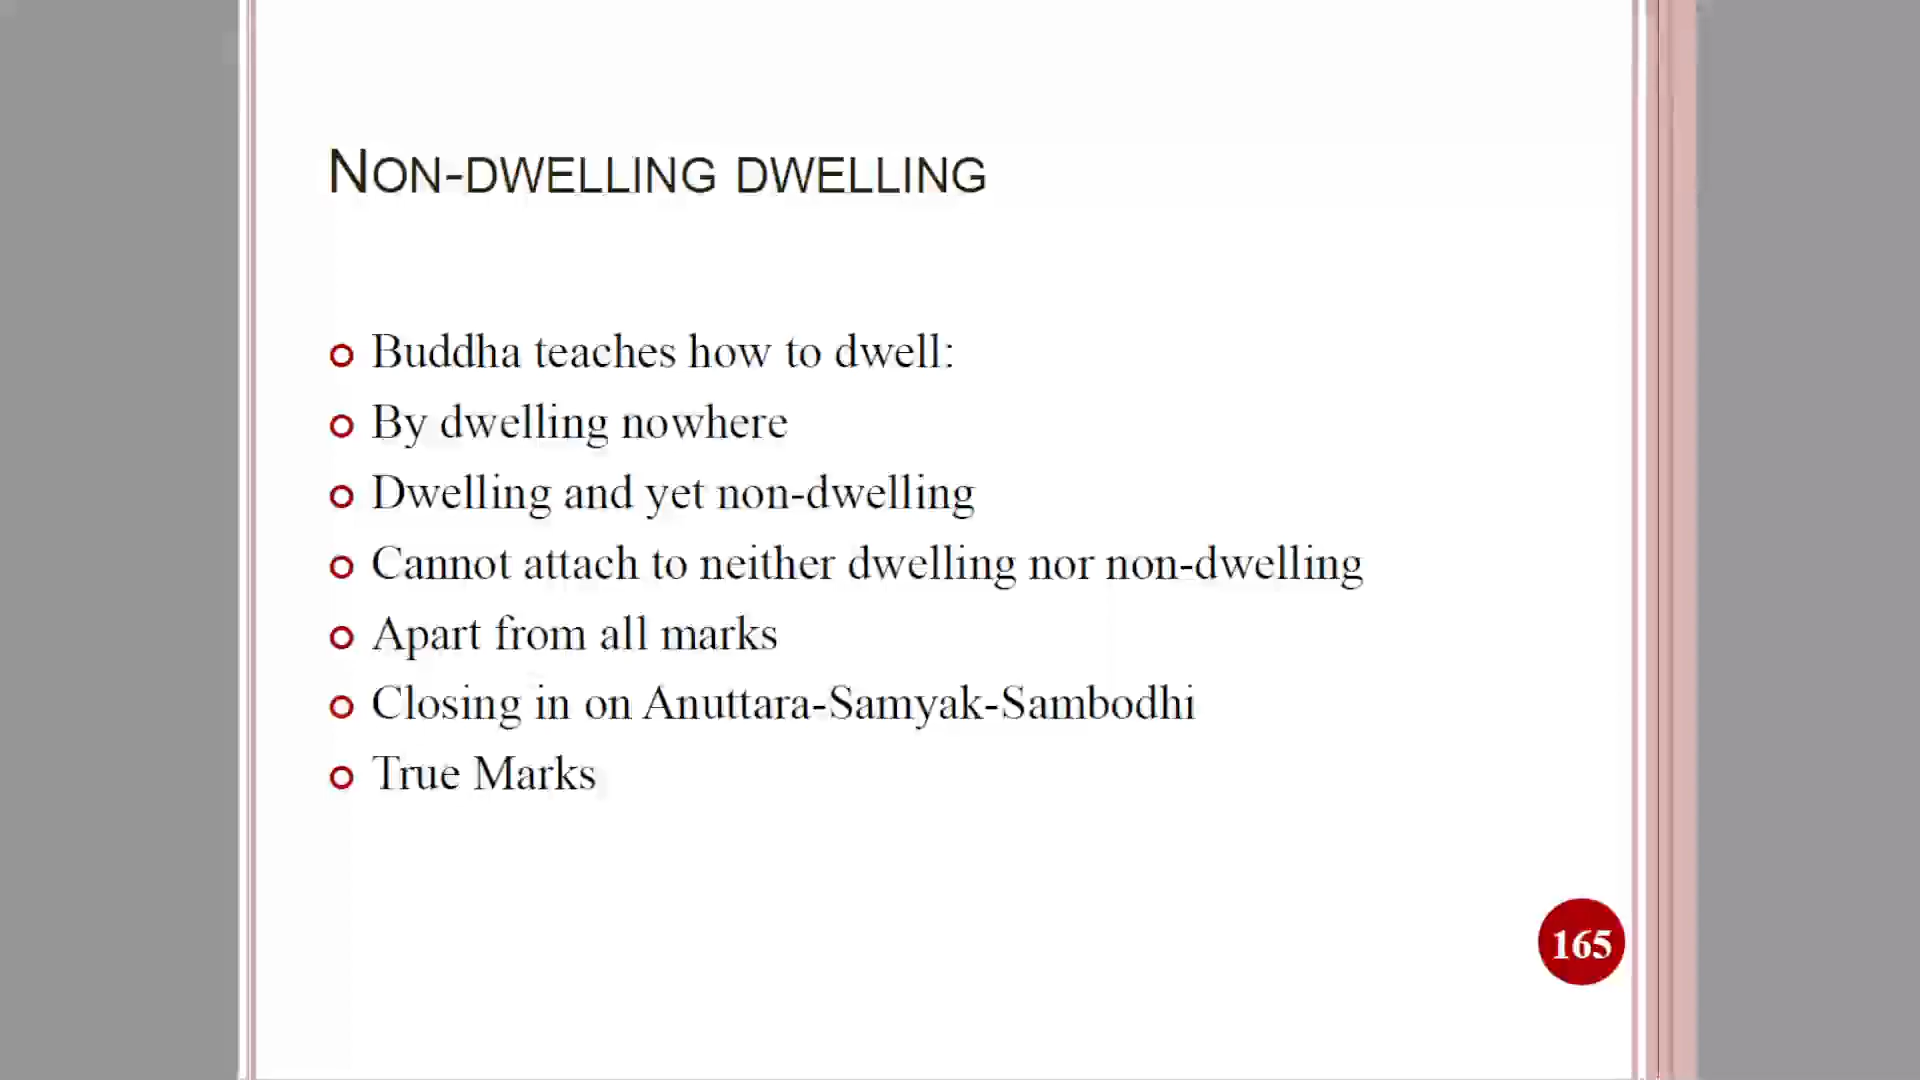 NON-DWELLING DWELLING
Buddha teaches how to dwell:
By dwelling nowhere
Dwelling and yet non-dwelling
Cannot attach to neither dwelling nor non-dwelling
Apart from all marks
Closing in on Anuttara-Samyak-Sambodhi
True Marks
165